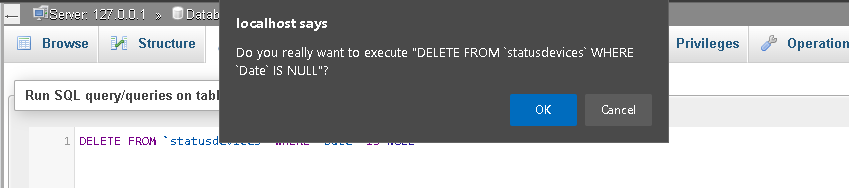 Server: 127.0.0.1 » Datab
localhost says
Browse Structure Privileges Operation
Do you really want to execute "DELETE FROM `statusdevices` WHERE
`Date` IS NULL"?
Run SQL query/queries on tabl
OK Cancel
1 DELETE FROM `statusdevices` WHERE `Date` IS NULL